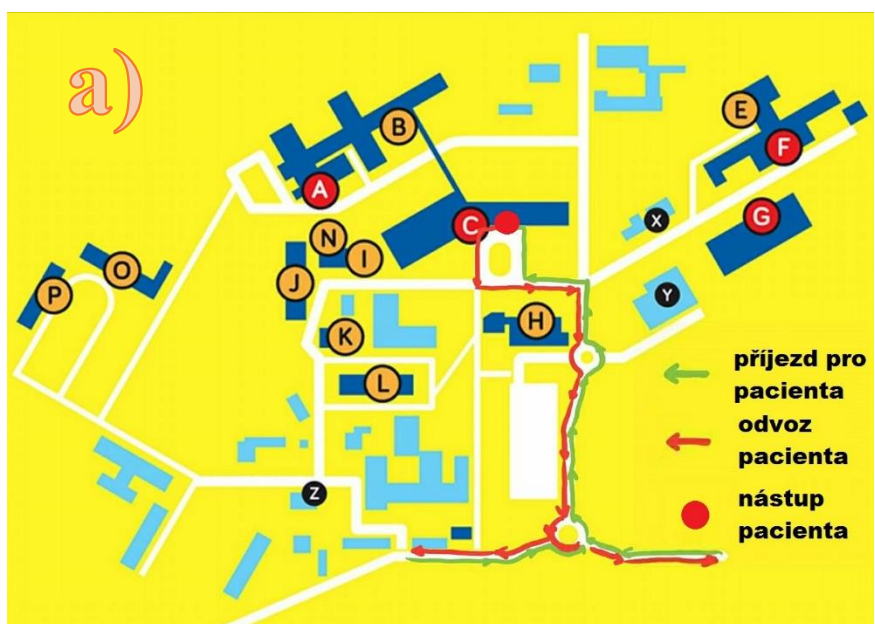 a)
B
E
F
A
C
X
G
N
I
O
J
P
Y
H
K
L
příjezd pro
pacienta
odvoz
pacienta
Z
nástup
pacienta